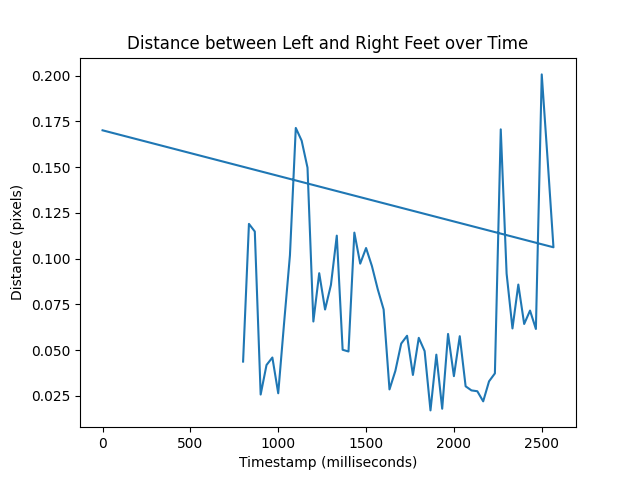 Distance between Left and Right Feet over Time
Distance (pixels)
0.200
0.175
0.150
0.125
0.100
0.075
0.050
0.025
0 500 1000 1500 2000 2500
Timestamp (milliseconds)